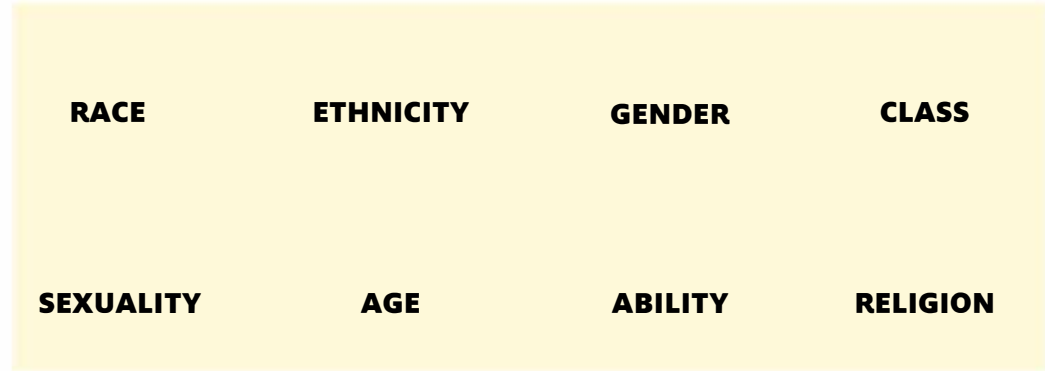 RACE ETHNICITY GENDER CLASS
SEXUALITY AGE ABILITY RELIGION